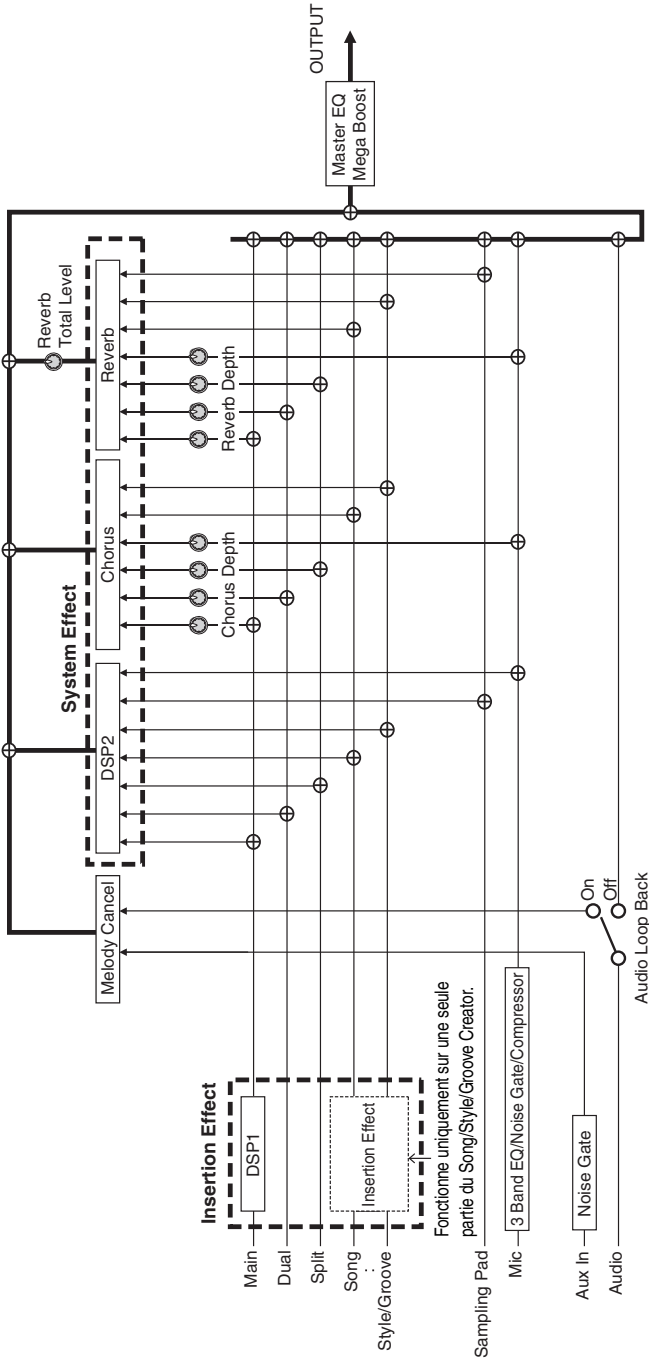 System Effect
Insertion Effect
Melody Cancel
DSP2
Chorus
Reverb
Reverb
Total Level
Chorus Depth
Reverb Depth
Master EQ
Mega Boost
OUTPUT
Main
Dual
Split
Song
:
Style/Groove
Sampling Pad
Mic
Aux In
Audio
DSP1
Insertion Effect
Fonctionne uniquement sur une seule
partie du Song/Style/Groove Creator.
3 Band EQ/Noise Gate/Compressor
Noise Gate
On
Off
Audio Loop Back